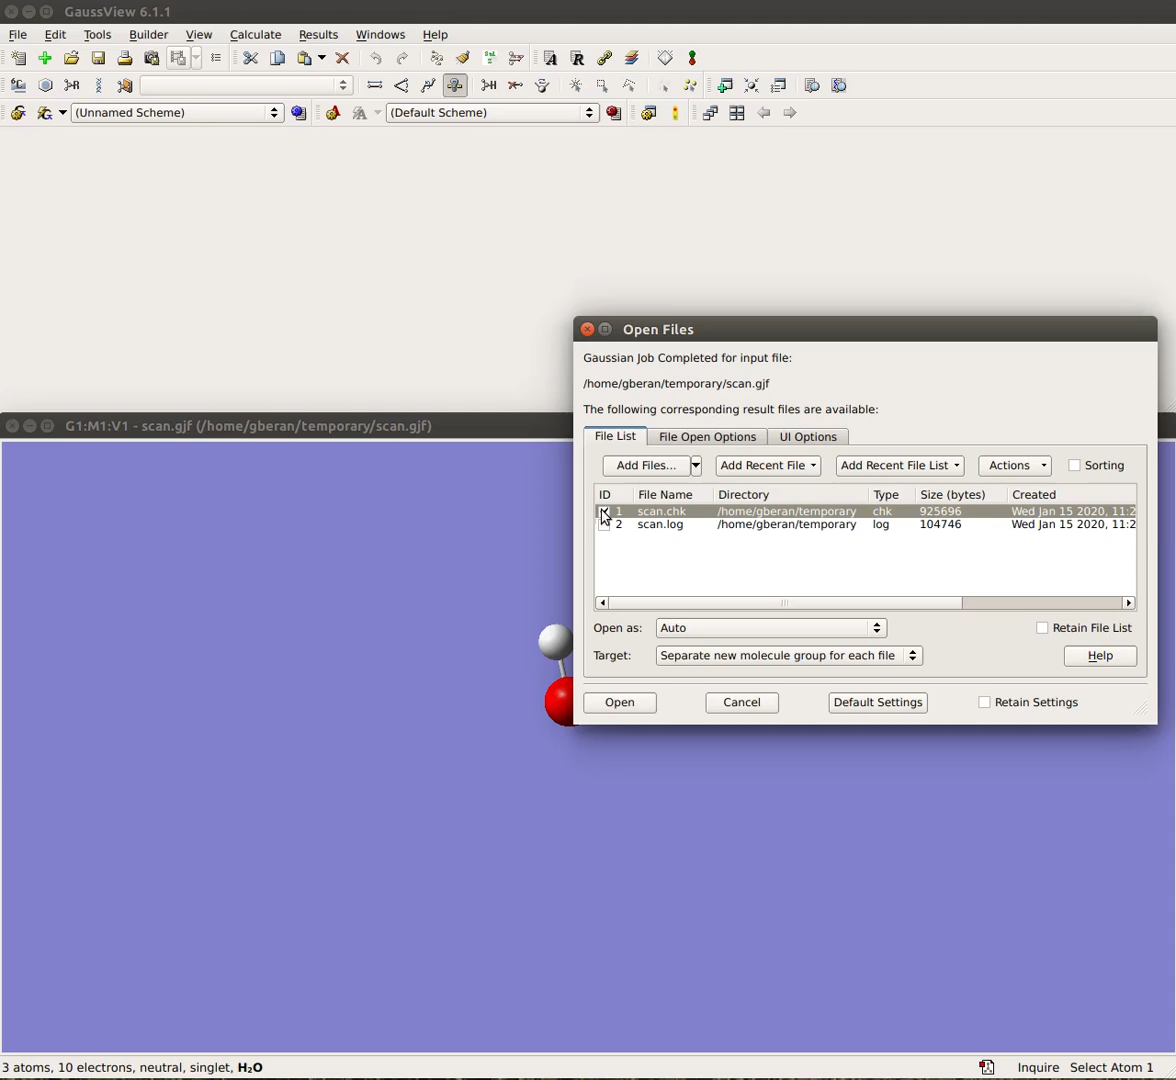 GaussView 6.1.1
File Edit Tools Builder View Calculate Results Windows Help
(Unnamed Scheme) (Default Scheme)
Open Files
Gaussian Job Completed for input file:
/home/gberan/temporary/scan.gjf
The following corresponding result files are available:
G1:M1:V1 - scan.gjf (/home/gberan/temporary/scan.gjf)
File List File Open Options UI Options
Add Files... Add Recent File Add Recent File List Actions Sorting
ID File Name Directory Type Size (bytes) Created
1 scan.chk /home/gberan/temporary chk 925696 Wed Jan 15 2020, 11:2
2 scan.log /home/gberan/temporary log 104746 Wed Jan 15 2020, 11:2
Open as: Auto Retain File List
Target: Separate new molecule group for each file Help
Open Cancel Default Settings Retain Settings
3 atoms, 10 electrons, neutral, singlet, H₂O Inquire Select Atom 1